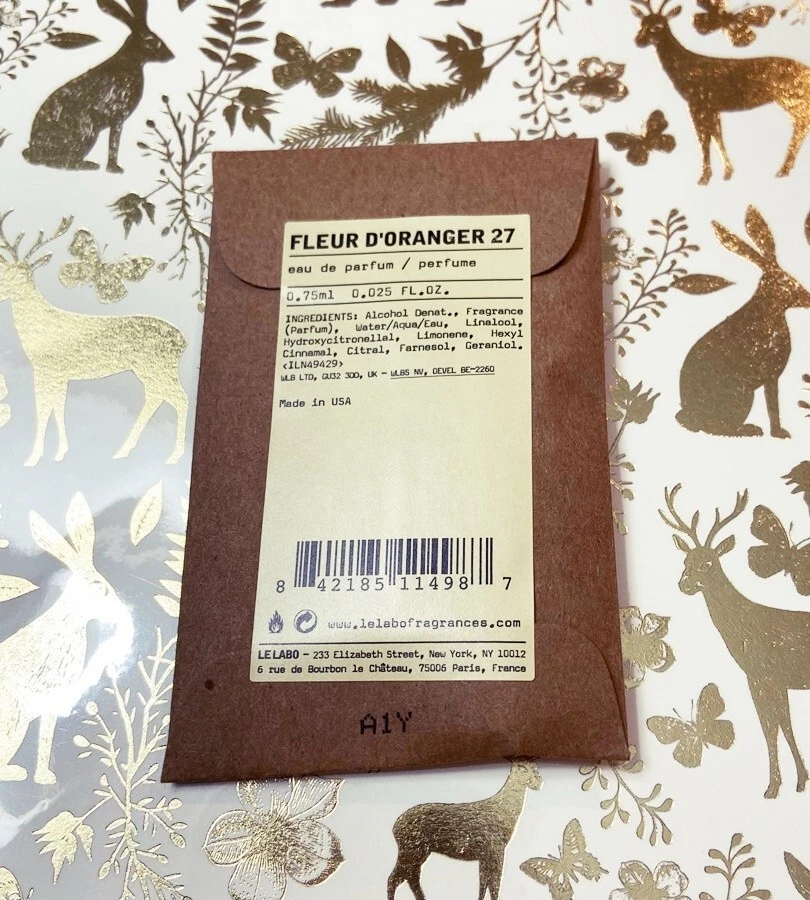 FLEUR D'ORANGER 27
eau de parfum / perfume
0.75ml 0.025 FL.OZ.
INGREDIENTS: Alcohol Denat., Fragrance
(Parfum), Water/Aqua/Eau, Linalool,
Hydroxycitronellal, Limonene, Hexyl
Cinnamal, Citral, Farnesol, Geraniol.
<ILN49429>
WLB LTD, GU32 3QQ, UK - WLBS NV, DEVEL BE-2260
Made in USA
8 42185 11498 7
www.lelabofragrances.com
LE LABO - 233 Elizabeth Street, New York, NY 10012
6 rue de Bourbon le Château, 75006 Paris, France
A1Y